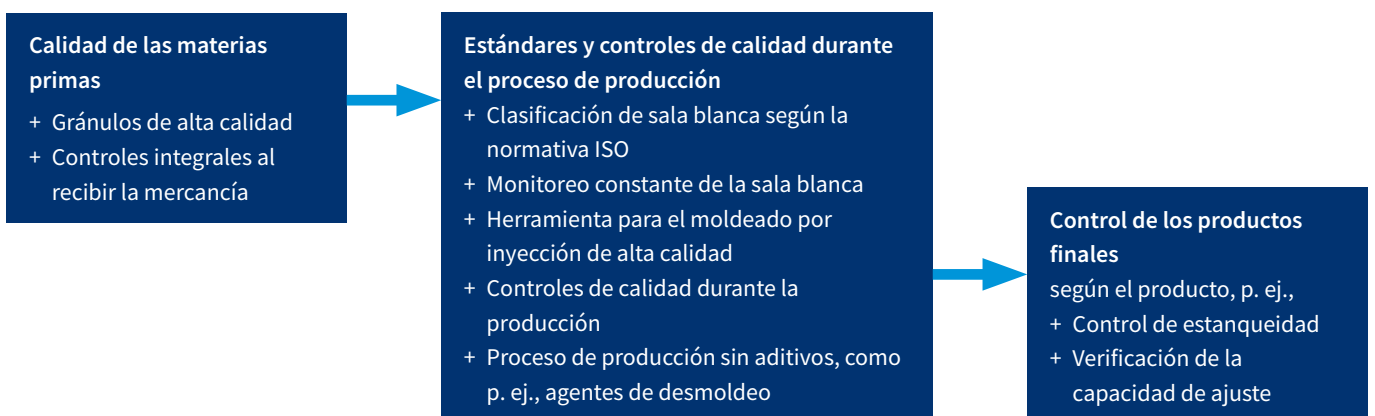 Calidad de las materias
primas
+ Gránulos de alta calidad
+ Controles integrales al
recibir la mercancía
Estándares y controles de calidad durante
el proceso de producción
+ Clasificación de sala blanca según la
normativa ISO
+ Monitoreo constante de la sala blanca
+ Herramienta para el moldeado por
inyección de alta calidad
+ Controles de calidad durante la
producción
+ Proceso de producción sin aditivos, como
p. ej., agentes de desmoldeo
Control de los productos
finales
según el producto, p. ej.,
+ Control de estanqueidad
+ Verificación de la
capacidad de ajuste